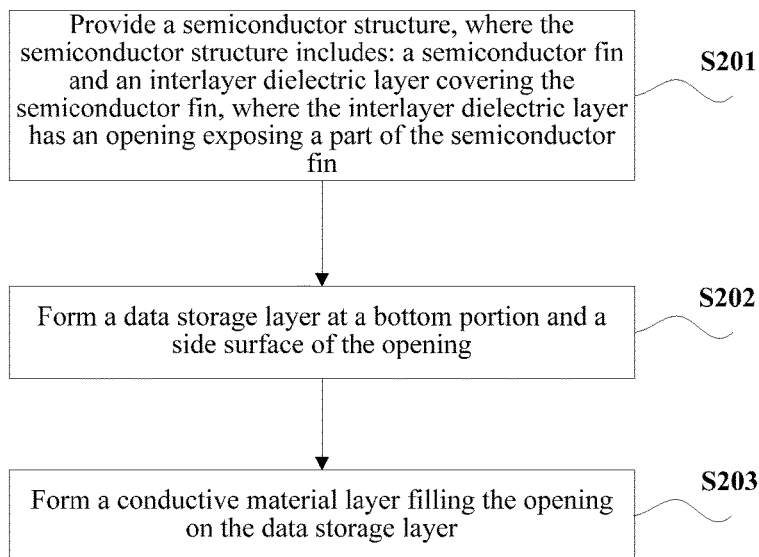 Provide a semiconductor structure, where the
semiconductor structure includes: a semiconductor fin
and an interlayer dielectric layer covering the
semiconductor fin, where the interlayer dielectric layer
has an opening exposing a part of the semiconductor
fin
S201
Form a data storage layer at a bottom portion and a
side surface of the opening
S202
Form a conductive material layer filling the opening
on the data storage layer
S203